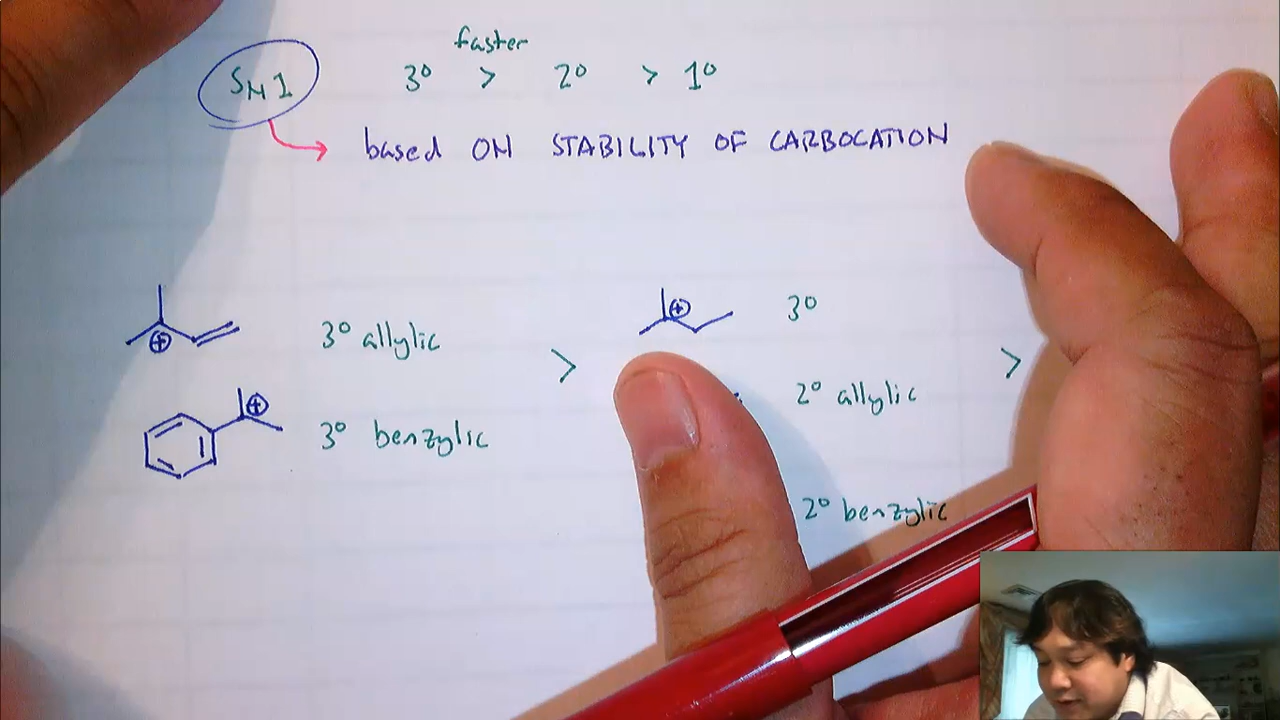 faster
SN1 3° > 2° > 1°
based ON STABILITY OF CARBOCATION
⊕ 3° allylic > ⊕ 3° >
⊕ 3° benzylic 2° allylic
2° benzylic